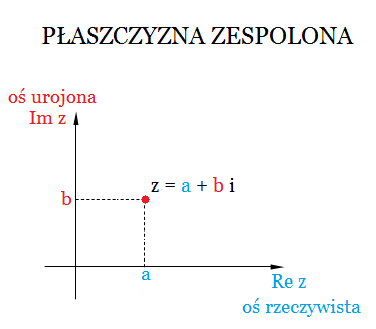 PŁASZCZYZNA ZESPOLONA
oś urojona
Im z
z = a + b i
b
a
Re z
oś rzeczywista